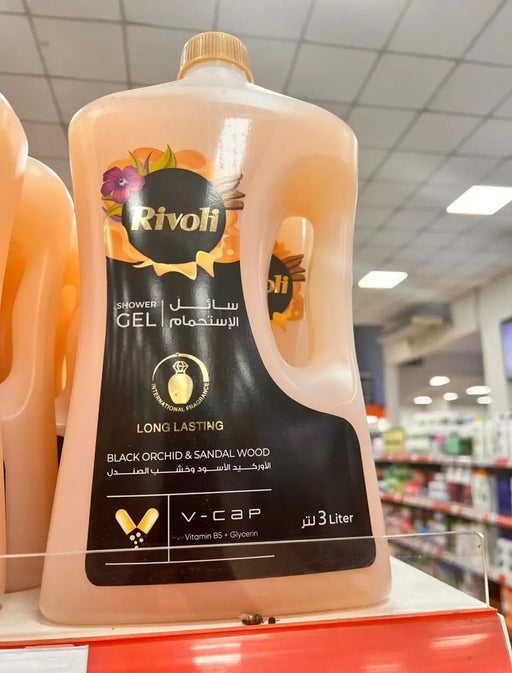 Rivoli
oli
SHOWER GEL
سائل الإستحمام
INTERNATIONAL FRAGRANCE
LONG LASTING
BLACK ORCHID & SANDAL WOOD
الأوركيد الأسود وخشب الصندل
V-CAP
Vitamin B5 + Glycerin
3 لتر Liter